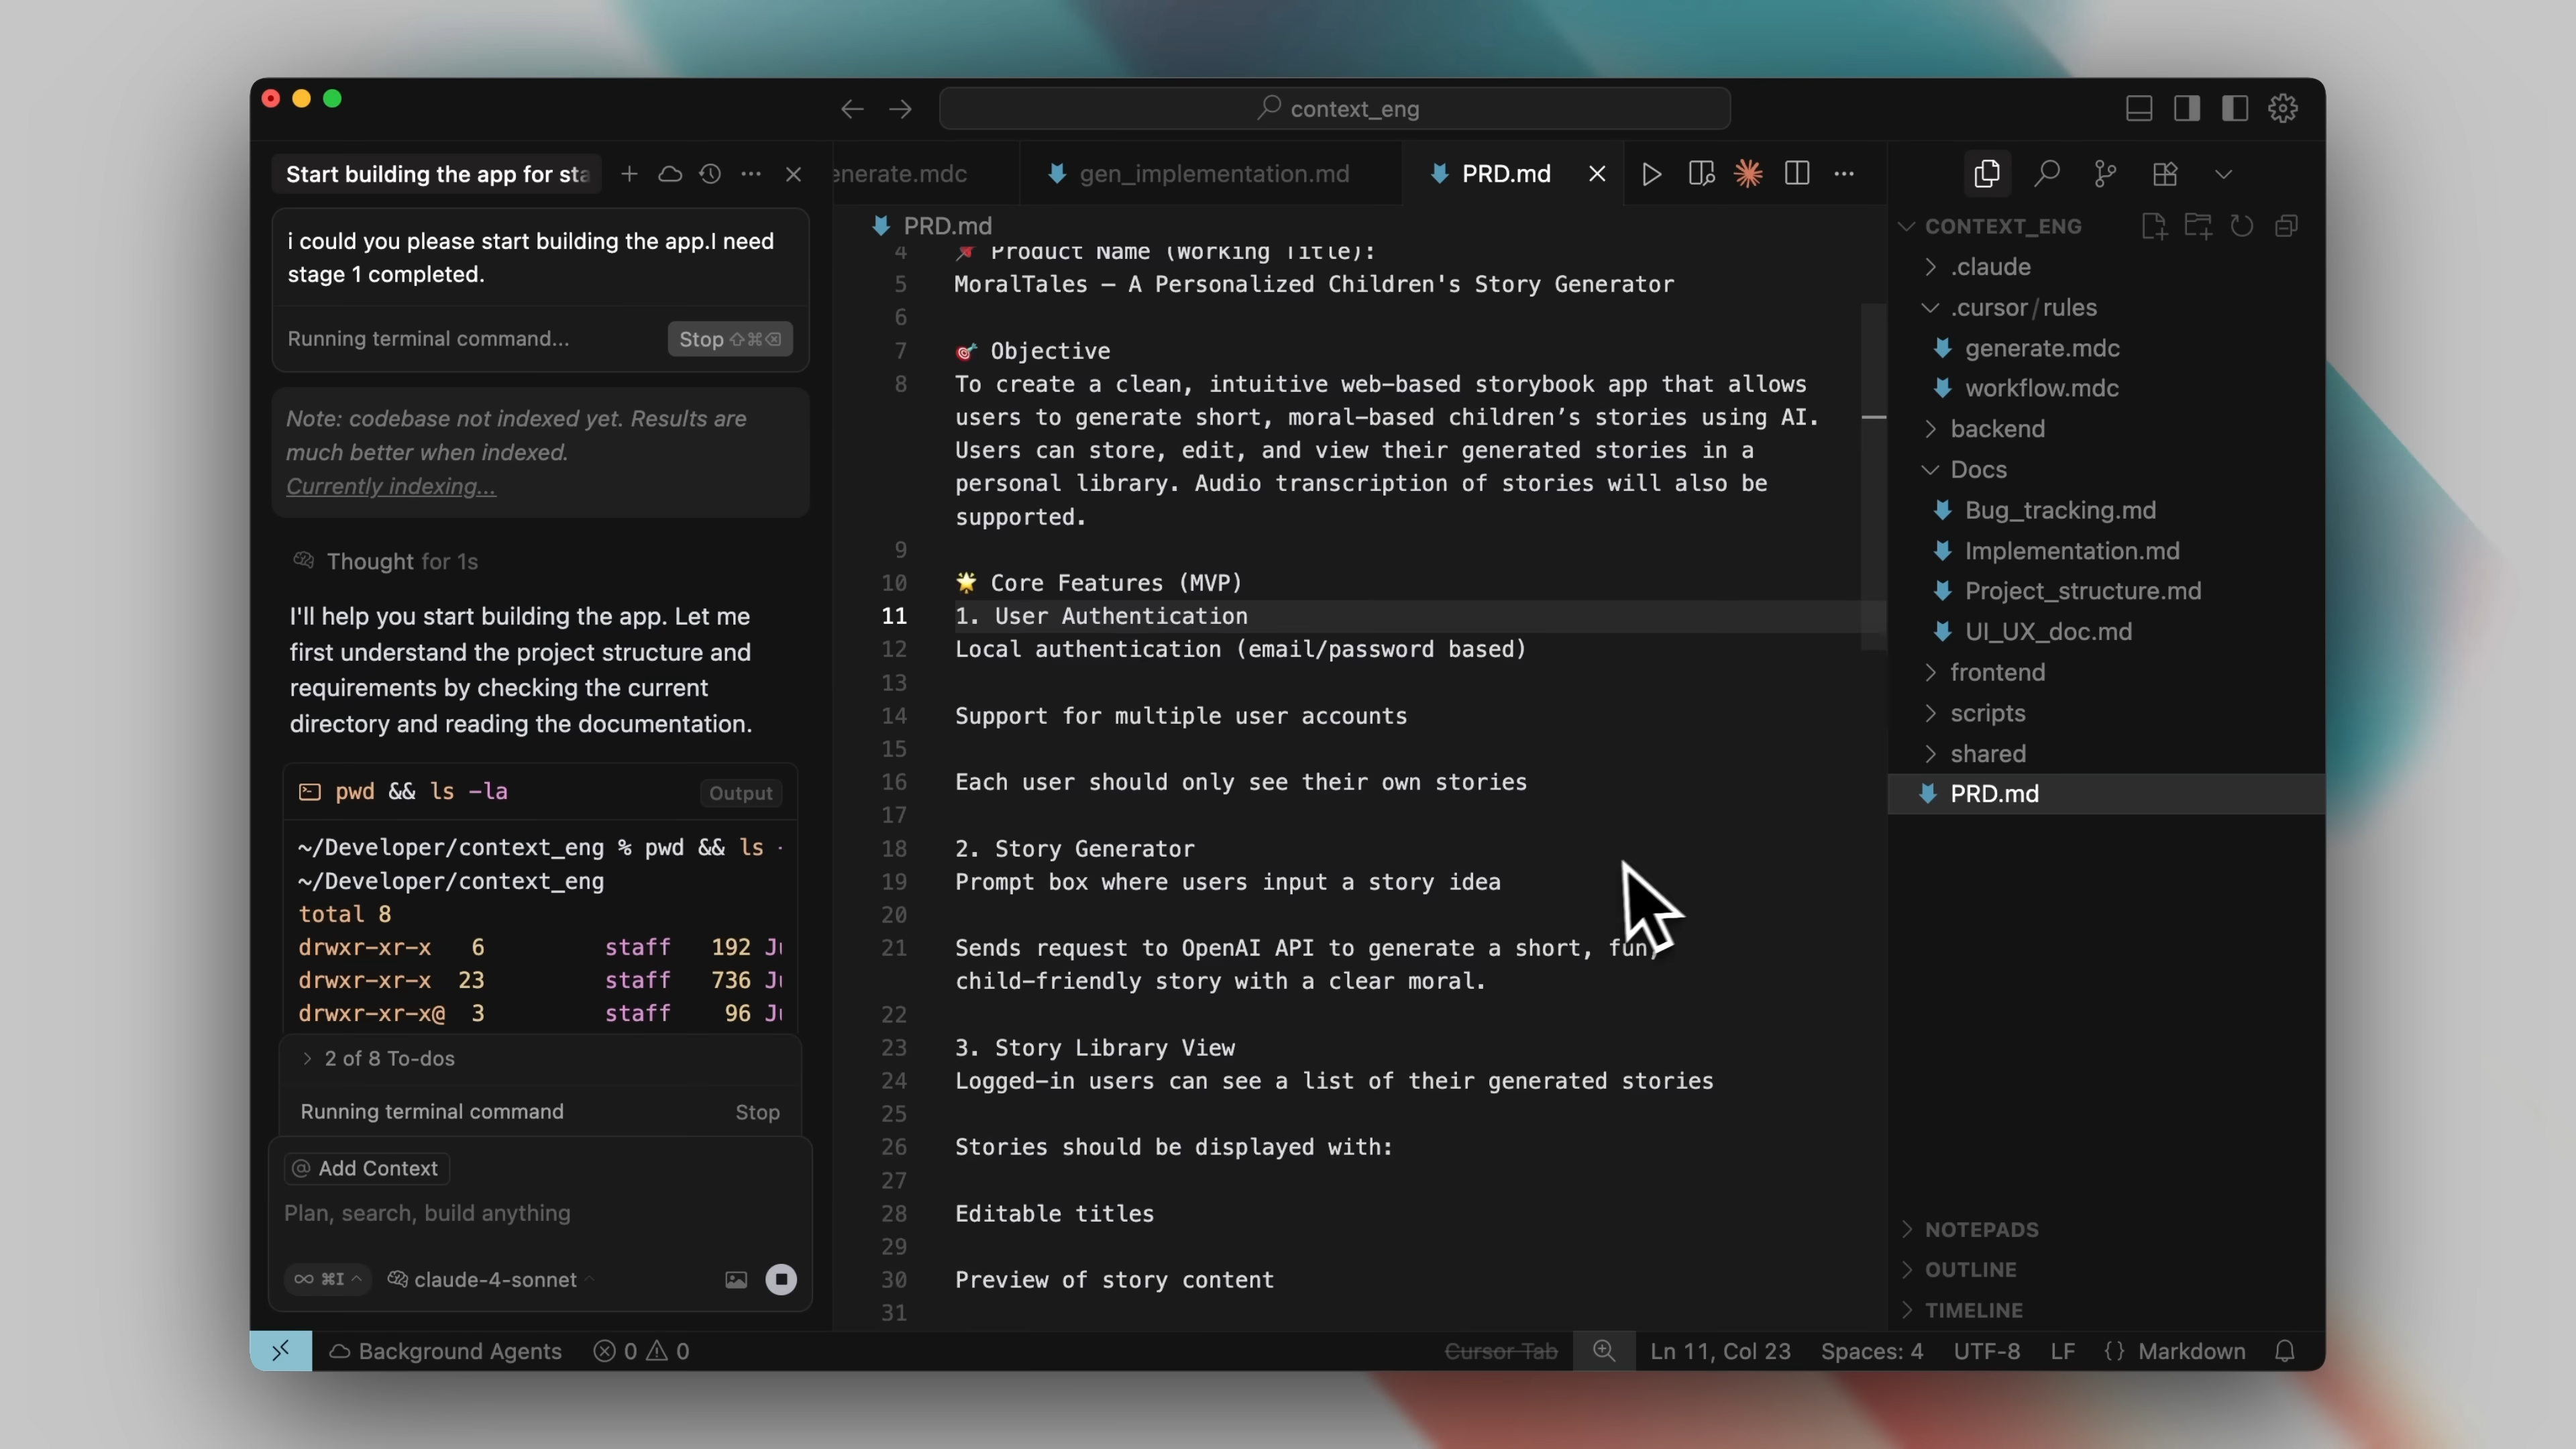 context_eng
Start building the app for sta
i could you please start building the app.I need
stage 1 completed.
Running terminal command...
Stop ⇧⌘⌫
Note: codebase not indexed yet. Results are
much better when indexed.
Currently indexing...
Thought for 1s
I'll help you start building the app. Let me
first understand the project structure and
requirements by checking the current
directory and reading the documentation.
pwd && ls -la
Output
~/Developer/context_eng % pwd && ls -
~/Developer/context_eng
total 8
drwxr-xr-x 6 staff 192 Ju
drwxr-xr-x 23 staff 736 Ju
drwxr-xr-x@ 3 staff 96 Ju
2 of 8 To-dos
Running terminal command
Stop
@ Add Context
Plan, search, build anything
∞ ⌘I
claude-4-sonnet
enerate.mdc
gen_implementation.md
PRD.md
PRD.md
4 📌 Product Name (Working Title):
5 MoralTales — A Personalized Children's Story Generator
6
7 🎯 Objective
8 To create a clean, intuitive web-based storybook app that allows
users to generate short, moral-based children’s stories using AI.
Users can store, edit, and view their generated stories in a
personal library. Audio transcription of stories will also be
supported.
9
10 🌟 Core Features (MVP)
11 1. User Authentication
12 Local authentication (email/password based)
13
14 Support for multiple user accounts
15
16 Each user should only see their own stories
17
18 2. Story Generator
19 Prompt box where users input a story idea
20
21 Sends request to OpenAI API to generate a short, fun,
child-friendly story with a clear moral.
22
23 3. Story Library View
24 Logged-in users can see a list of their generated stories
25
26 Stories should be displayed with:
27
28 Editable titles
29
30 Preview of story content
31
CONTEXT_ENG
.claude
.cursor/rules
generate.mdc
workflow.mdc
backend
Docs
Bug_tracking.md
Implementation.md
Project_structure.md
UI_UX_doc.md
frontend
scripts
shared
PRD.md
NOTEPADS
OUTLINE
TIMELINE
Background Agents
0 0
Cursor Tab
Ln 11, Col 23
Spaces: 4
UTF-8
LF
{} Markdown